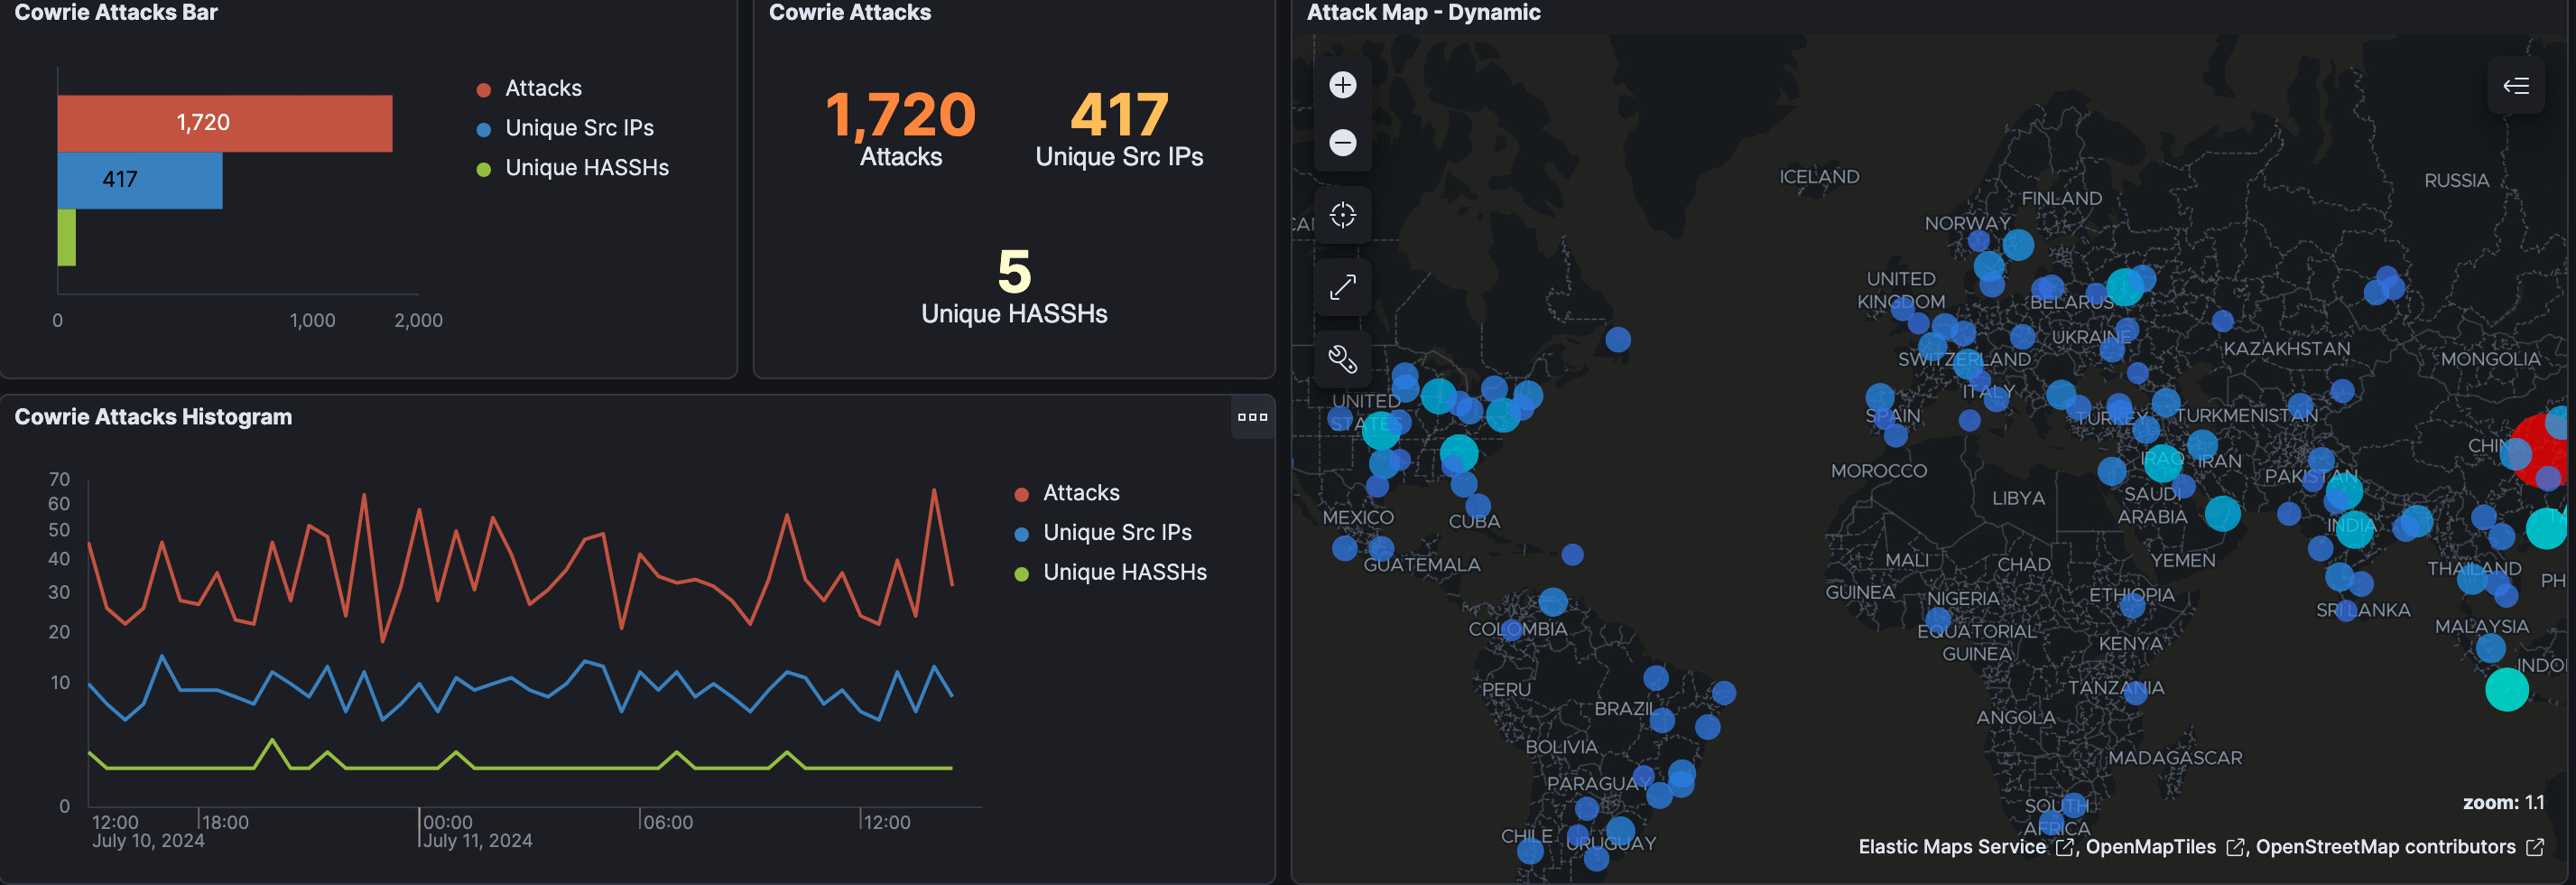 Cowrie Attacks Bar
1,720
417
0
1,000
2,000
Attacks
Unique Src IPs
Unique HASSHs
Cowrie Attacks
1,720
Attacks
417
Unique Src IPs
5
Unique HASSHs
Cowrie Attacks Histogram
70
60
50
40
30
20
10
0
12:00
July 10, 2024
18:00
00:00
July 11, 2024
06:00
12:00
Attacks
Unique Src IPs
Unique HASSHs
Attack Map - Dynamic
ICELAND
RUSSIA
FINLAND
NORWAY
UNITED
KINGDOM
BELARUS
UKRAINE
KAZAKHSTAN
MONGOLIA
SWITZERLAND
ITALY
UNITED
STATES
SPAIN
TURKEY
TURKMENISTAN
CHIN
IRAQ
IRAN
MOROCCO
PAKISTAN
LIBYA
SAUDI
ARABIA
MEXICO
CUBA
INDIA
GUATEMALA
MALI
CHAD
YEMEN
THAILAND
PH
GUINEA
NIGERIA
ETHIOPIA
SRI LANKA
COLOMBIA
EQUATORIAL
GUINEA
KENYA
MALAYSIA
INDO
PERU
TANZANIA
BRAZIL
ANGOLA
BOLIVIA
MADAGASCAR
PARAGUAY
SOUTH
AFRICA
CHILE
URUGUAY
zoom: 1.1
Elastic Maps Service , OpenMapTiles , OpenStreetMap contributors